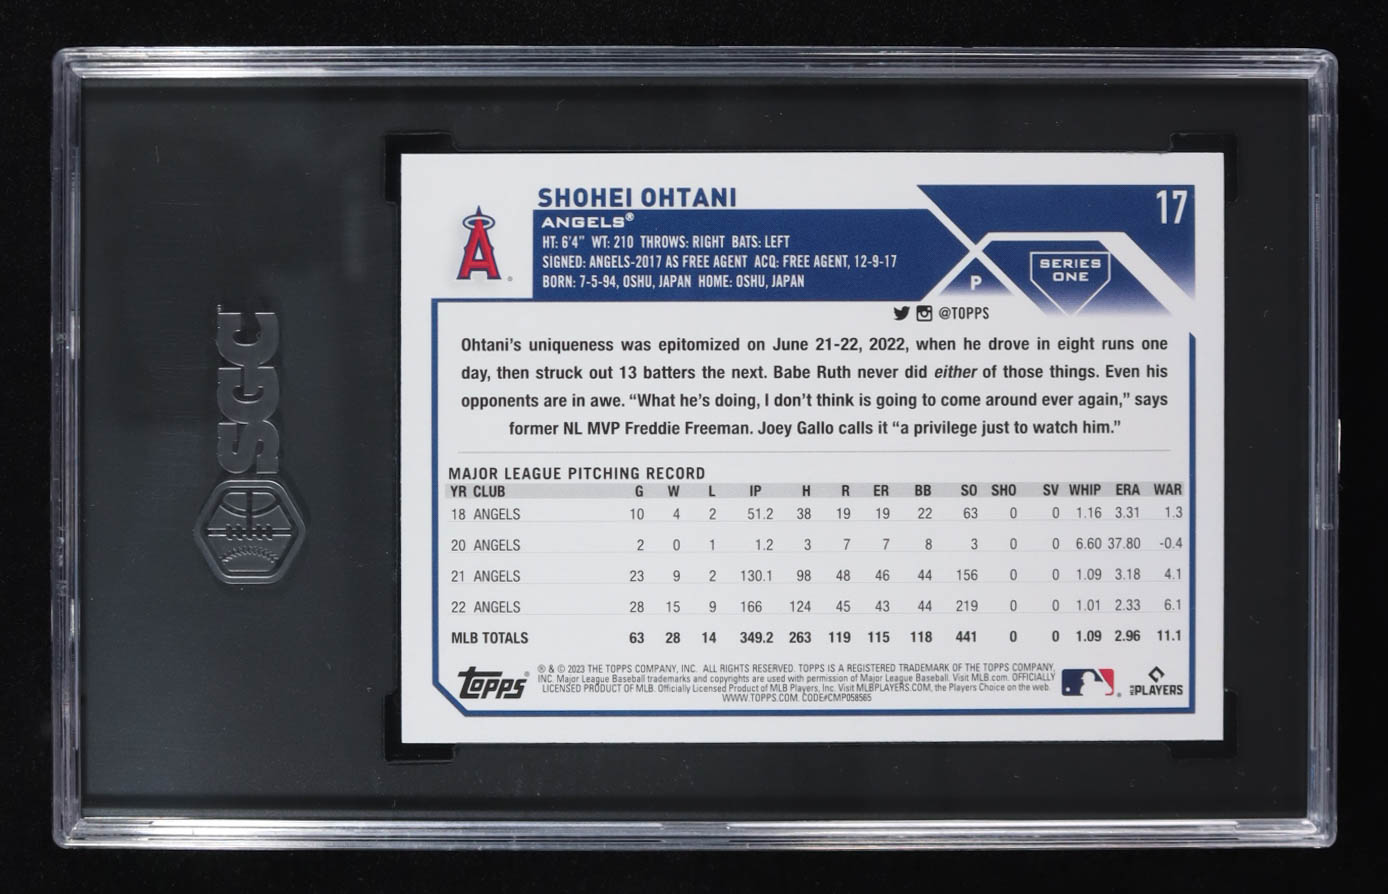 SGC
SHOHEI OHTANI
17
ANGELS®
HT: 6'4" WT: 210 THROWS: RIGHT BATS: LEFT
SIGNED: ANGELS-2017 AS FREE AGENT ACQ: FREE AGENT, 12-9-17
BORN: 7-5-94, OSHU, JAPAN HOME: OSHU, JAPAN
P
SERIES
ONE
@TOPPS
Ohtani's uniqueness was epitomized on June 21-22, 2022, when he drove in eight runs one
day, then struck out 13 batters the next. Babe Ruth never did either of those things. Even his
opponents are in awe. “What he's doing, I don't think is going to come around ever again,” says
former NL MVP Freddie Freeman. Joey Gallo calls it “a privilege just to watch him.”
MAJOR LEAGUE PITCHING RECORD
YR CLUB G W L IP H R ER BB SO SHO SV WHIP ERA WAR
18 ANGELS 10 4 2 51.2 38 19 19 22 63 0 0 1.16 3.31 1.3
20 ANGELS 2 0 1 1.2 3 7 7 8 3 0 0 6.60 37.80 -0.4
21 ANGELS 23 9 2 130.1 98 48 46 44 156 0 0 1.09 3.18 4.1
22 ANGELS 28 15 9 166 124 45 43 44 219 0 0 1.01 2.33 6.1
MLB TOTALS 63 28 14 349.2 263 119 115 118 441 0 0 1.09 2.96 11.1
Topps
® & © 2023 THE TOPPS COMPANY, INC. ALL RIGHTS RESERVED. TOPPS IS A REGISTERED TRADEMARK OF THE TOPPS COMPANY,
INC. Major League Baseball trademarks and copyrights are used with permission of Major League Baseball. Visit MLB.com. OFFICIALLY
LICENSED PRODUCT OF MLB. Officially Licensed Product of MLB Players, Inc. Visit MLBPLAYERS.COM, the Players Choice on the web.
WWW.TOPPS.COM. CODE#CMP058565
MLB PLAYERS